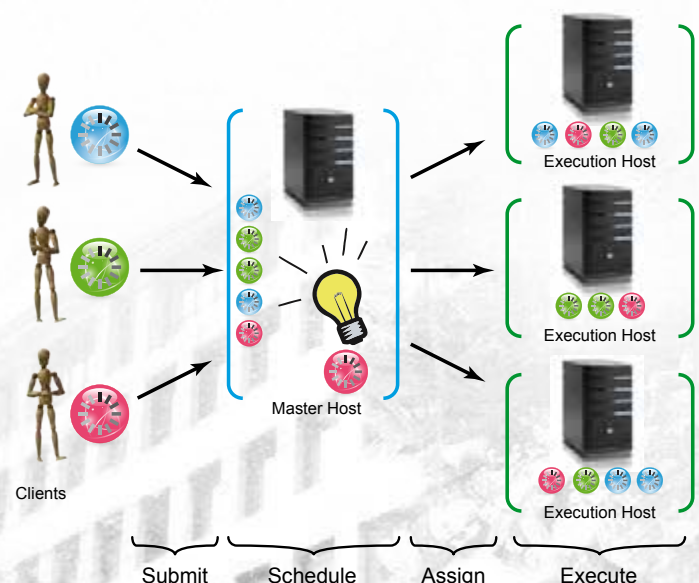 Execution Host
Execution Host
Master Host
Clients
Execution Host
Submit Schedule Assign Execute